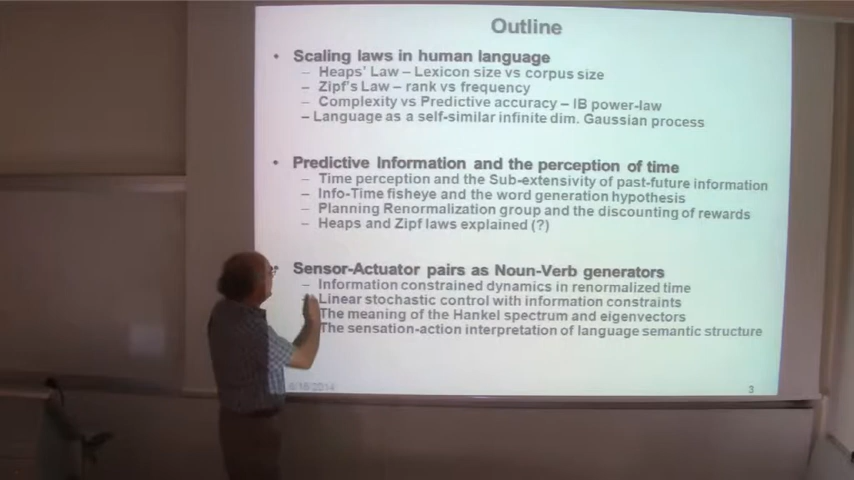 Outline
• Scaling laws in human language
– Heaps' Law – Lexicon size vs corpus size
– Zipf's Law – rank vs frequency
– Complexity vs Predictive accuracy – IB power-law
– Language as a self-similar infinite dim. Gaussian process
• Predictive Information and the perception of time
– Time perception and the Sub-extensivity of past-future information
– Info-Time fisheye and the word generation hypothesis
– Planning Renormalization group and the discounting of rewards
– Heaps and Zipf laws explained (?)
• Sensor-Actuator pairs as Noun-Verb generators
– Information constrained dynamics in renormalized time
– Linear stochastic control with information constraints
The meaning of the Hankel spectrum and eigenvectors
The sensation-action interpretation of language semantic structure
6/16/2014
3